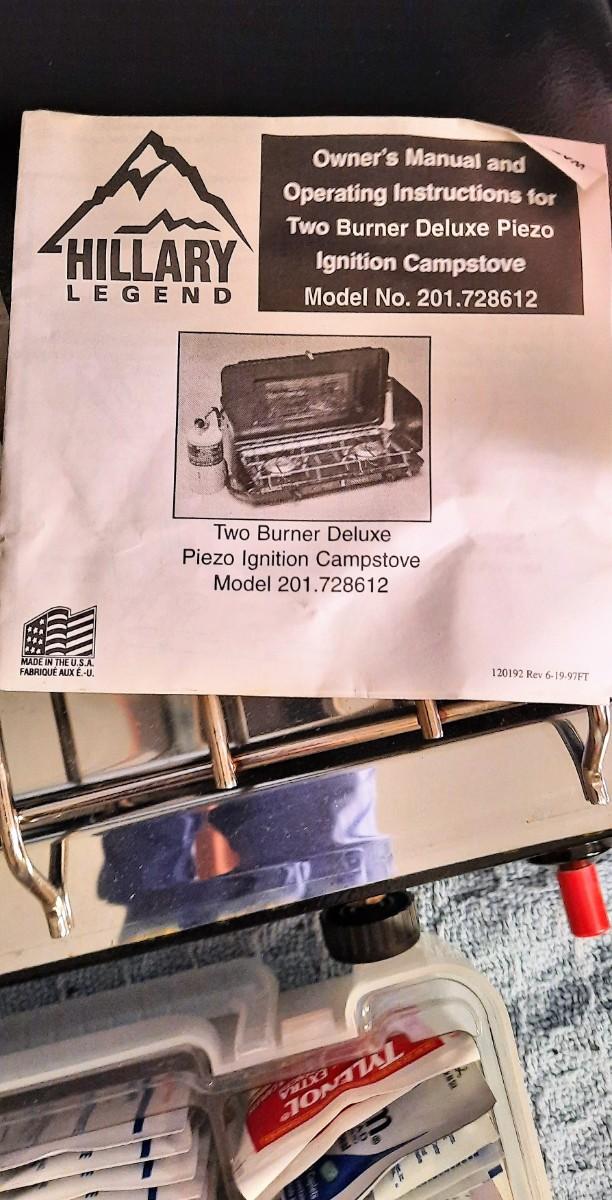 HILLARY
LEGEND
Owner's Manual and
Operating Instructions for
Two Burner Deluxe Piezo
Ignition Campstove
Model No. 201.728612
Two Burner Deluxe
Piezo Ignition Campstove
Model 201.728612
MADE IN THE U.S.A.
FABRIQUÉ AUX É.-U.
120192 Rev 6-19-97FT
TYLENOL®
EXTRA